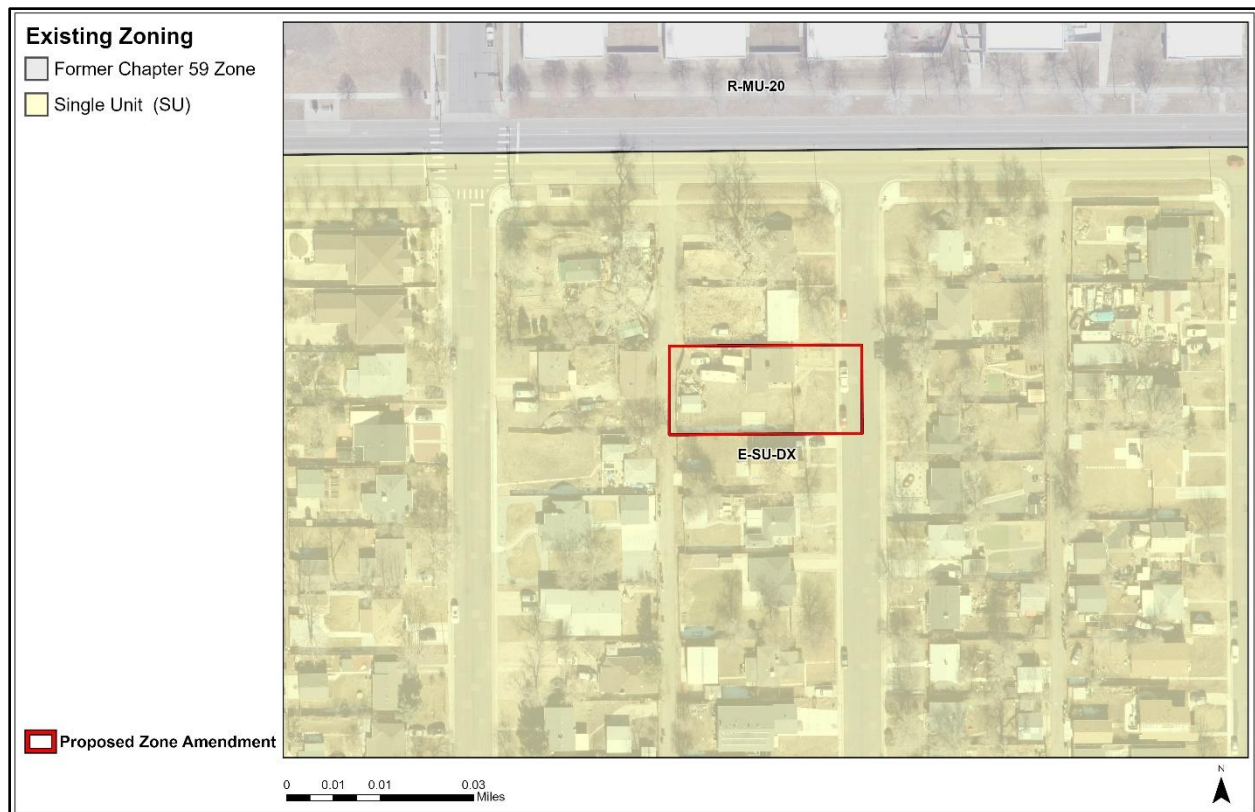 Existing Zoning
Former Chapter 59 Zone
Single Unit (SU)
R-MU-20
E-SU-DX
Proposed Zone Amendment
0 0.01 0.01 0.03
Miles
N